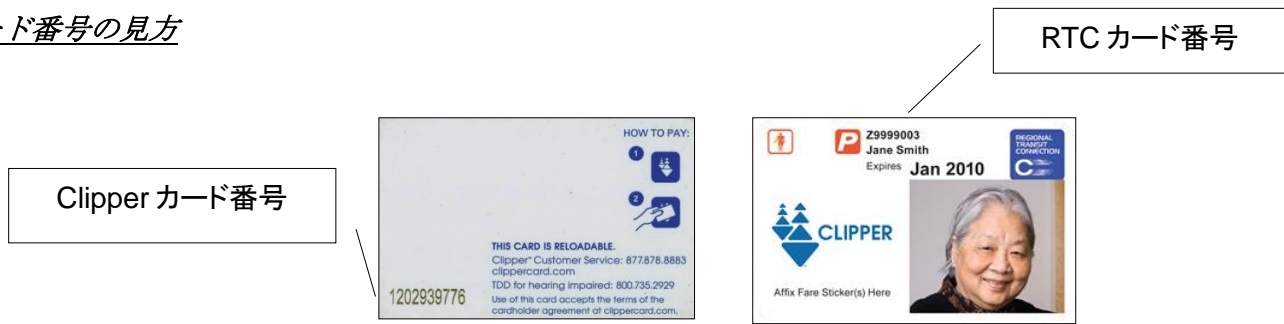 ード番号の見方
RTC カード番号
Clipper カード番号
HOW TO PAY:
1
2
THIS CARD IS RELOADABLE.
Clipper® Customer Service: 877.878.8883
clippercard.com
TDD for hearing impaired: 800.735.2929
Use of this card accepts the terms of the
cardholder agreement at clippercard.com.
1202939776
P
Z9999003
Jane Smith
Expires Jan 2010
REGIONAL
TRANSIT
CONNECTION
C
CLIPPER
Affix Fare Sticker(s) Here